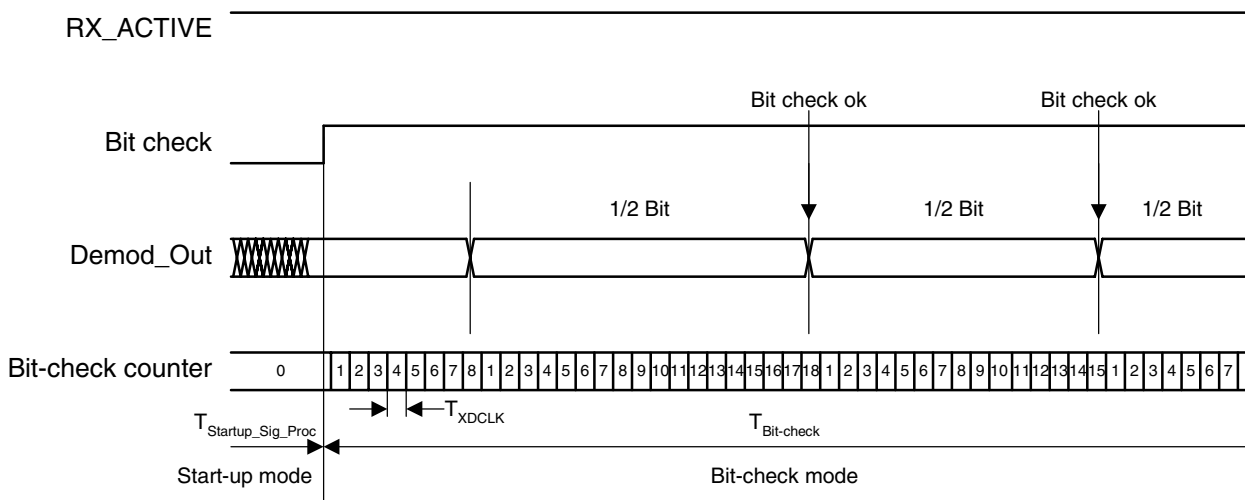 RX_ACTIVE
Bit check ok Bit check ok
Bit check
1/2 Bit 1/2 Bit 1/2 Bit
Demod_Out
Bit-check counter 0 1 2 3 4 5 6 7 8 1 2 3 4 5 6 7 8 9 10 11 12 13 14 15 16 17 18 1 2 3 4 5 6 7 8 9 10 11 12 13 14 15 1 2 3 4 5 6 7
TXDCLK
TStartup_Sig_Proc TBit-check
Start-up mode Bit-check mode